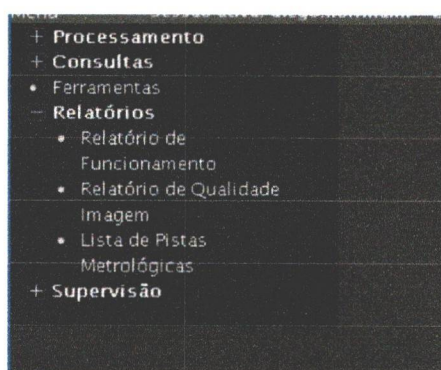 + Processamento
+ Consultas
• Ferramentas
− Relatórios
• Relatório de
Funcionamento
• Relatório de Qualidade
Imagem
• Lista de Pistas
Metrológicas
+ Supervisão